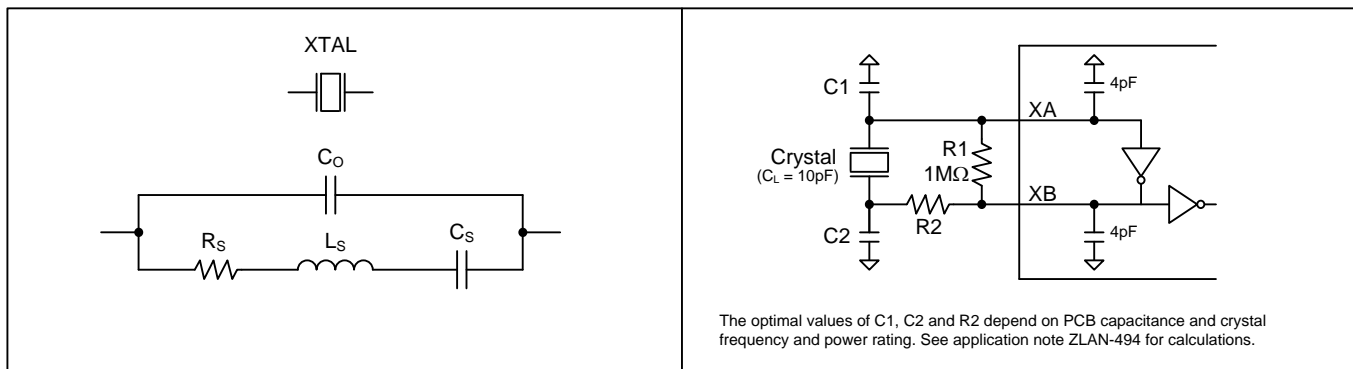 XTAL
C_O
R_S
L_S
C_S
C1
4pF
XA
R1
1MΩ
Crystal
(C_L = 10pF)
XB
R2
C2
4pF
The optimal values of C1, C2 and R2 depend on PCB capacitance and crystal
frequency and power rating. See application note ZLAN-494 for calculations.